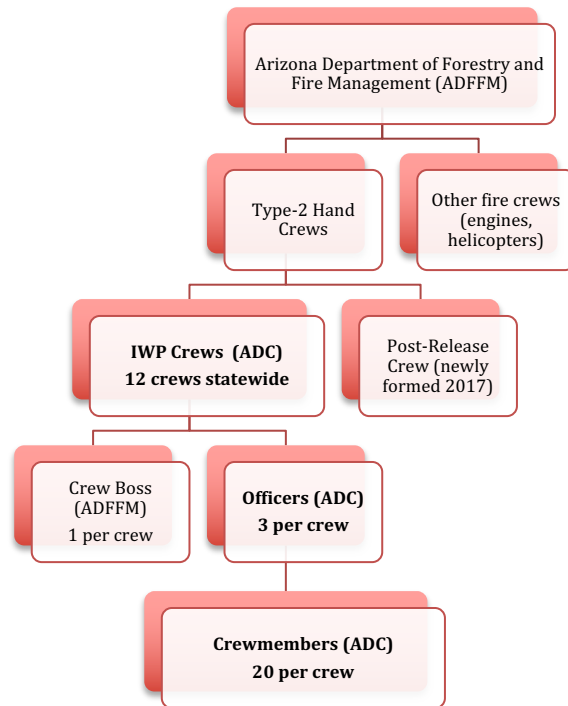 Arizona Department of Forestry and
Fire Management (ADFFM)
Type-2 Hand
Crews
Other fire crews
(engines,
helicopters)
IWP Crews (ADC)
12 crews statewide
Post-Release
Crew (newly
formed 2017)
Crew Boss
(ADFFM)
1 per crew
Officers (ADC)
3 per crew
Crewmembers (ADC)
20 per crew